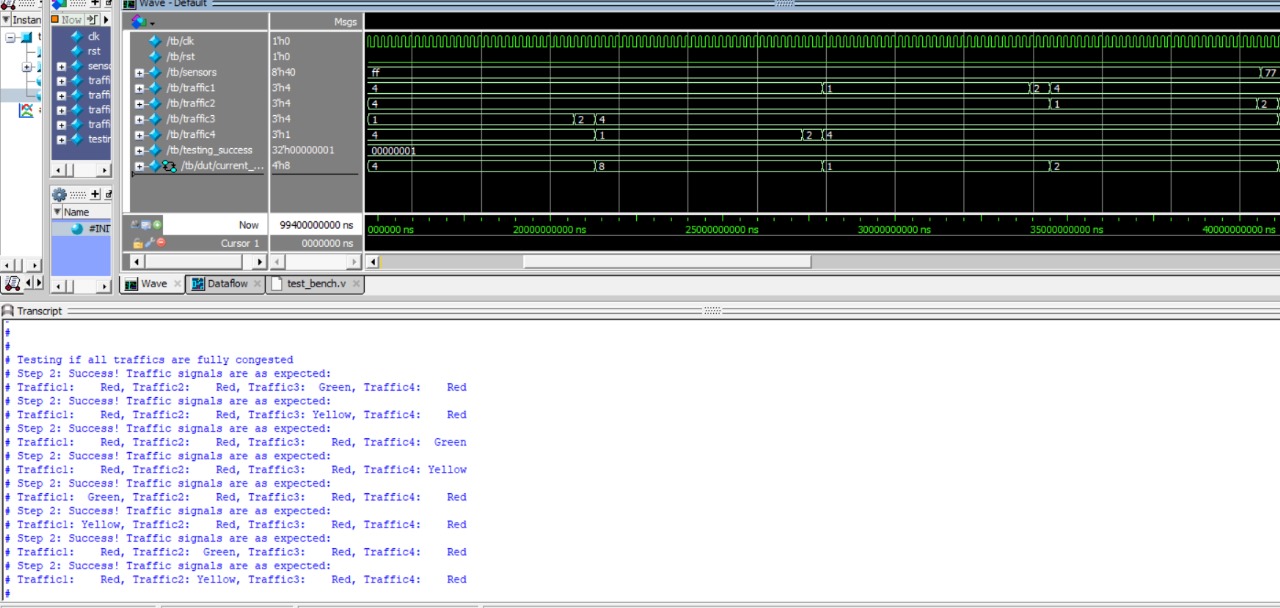 Wave - Default
Instan
Now
Msgs
clk
rst
senso
traffi
traffi
traffi
traffi
testin
/tb/clk 1'h0
/tb/rst 1'h0
/tb/sensors 8'h40 ff 77
/tb/traffic1 3'h4 4 1 2 4
/tb/traffic2 3'h4 4 1 2
/tb/traffic3 3'h4 1 2 4
/tb/traffic4 3'h1 4 1 2 4
/tb/testing_success 32'h00000001 00000001
/tb/dut/current_... 4'h8 4 8 1 2
Name
#INI
Now 99400000000 ns
Cursor 1 0000000 ns
000000 ns 20000000000 ns 25000000000 ns 30000000000 ns 35000000000 ns 40000000000 ns
Wave Dataflow test_bench.v
Transcript
#
#
# Testing if all traffics are fully congested
# Step 2: Success! Traffic signals are as expected:
# Traffic1: Red, Traffic2: Red, Traffic3: Green, Traffic4: Red
# Step 2: Success! Traffic signals are as expected:
# Traffic1: Red, Traffic2: Red, Traffic3: Yellow, Traffic4: Red
# Step 2: Success! Traffic signals are as expected:
# Traffic1: Red, Traffic2: Red, Traffic3: Red, Traffic4: Green
# Step 2: Success! Traffic signals are as expected:
# Traffic1: Red, Traffic2: Red, Traffic3: Red, Traffic4: Yellow
# Step 2: Success! Traffic signals are as expected:
# Traffic1: Green, Traffic2: Red, Traffic3: Red, Traffic4: Red
# Step 2: Success! Traffic signals are as expected:
# Traffic1: Yellow, Traffic2: Red, Traffic3: Red, Traffic4: Red
# Step 2: Success! Traffic signals are as expected:
# Traffic1: Red, Traffic2: Green, Traffic3: Red, Traffic4: Red
# Step 2: Success! Traffic signals are as expected:
# Traffic1: Red, Traffic2: Yellow, Traffic3: Red, Traffic4: Red
#